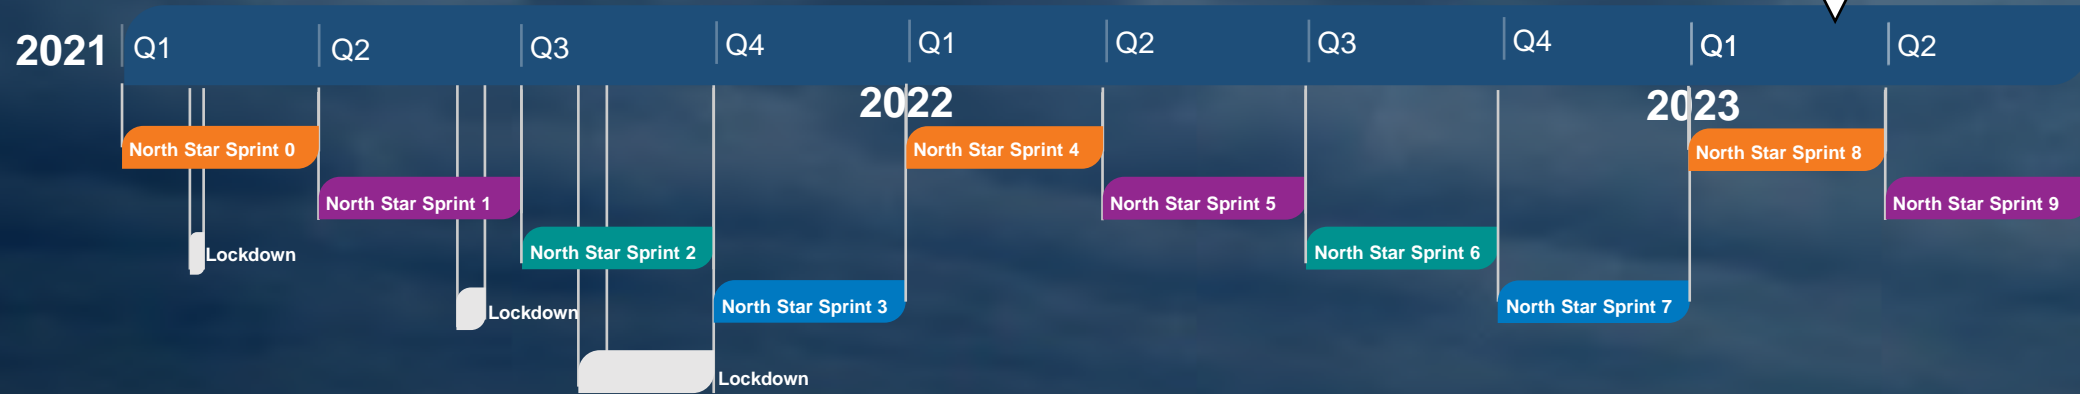 2021 Q1 Q2 Q3 Q4 Q1 Q2 Q3 Q4 Q1 Q2
2022 2023
North Star Sprint 0 North Star Sprint 4 North Star Sprint 8
North Star Sprint 1 North Star Sprint 5 North Star Sprint 9
Lockdown North Star Sprint 2 North Star Sprint 6
Lockdown North Star Sprint 3 North Star Sprint 7
Lockdown